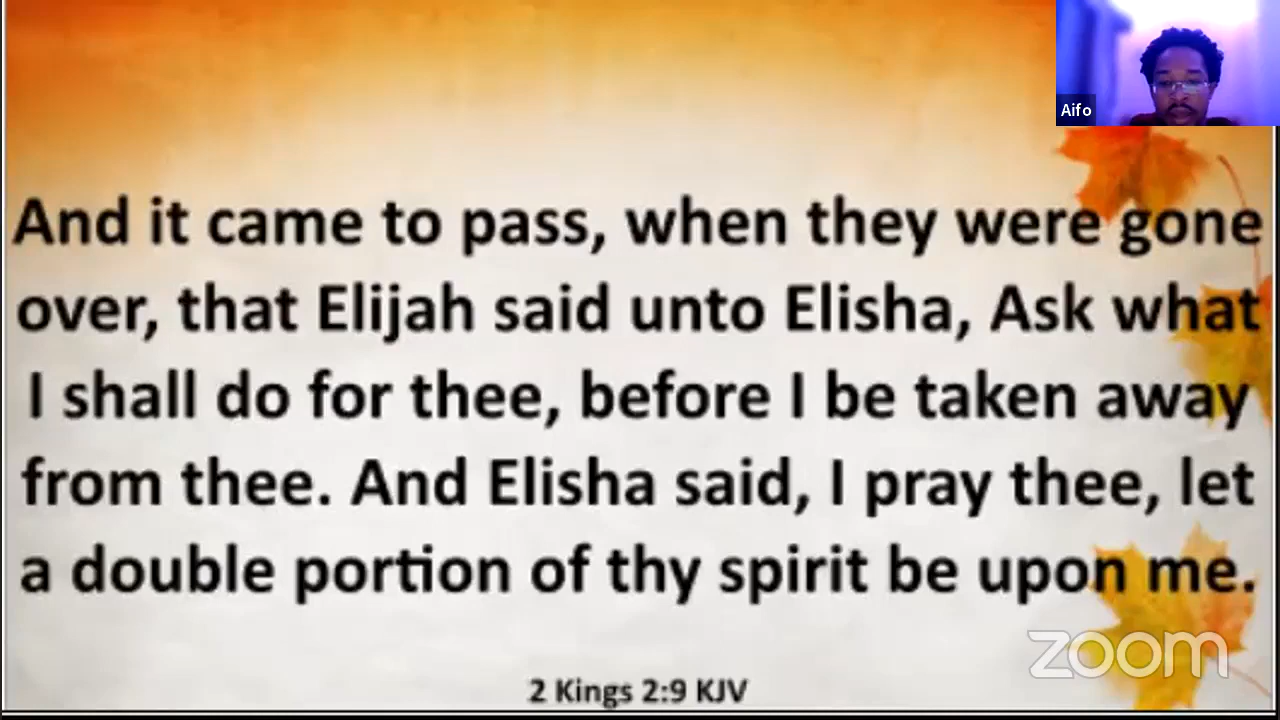 Aifo
And it came to pass, when they were gone
over, that Elijah said unto Elisha, Ask what
I shall do for thee, before I be taken away
from thee. And Elisha said, I pray thee, let
a double portion of thy spirit be upon me.
zoom
2 Kings 2:9 KJV